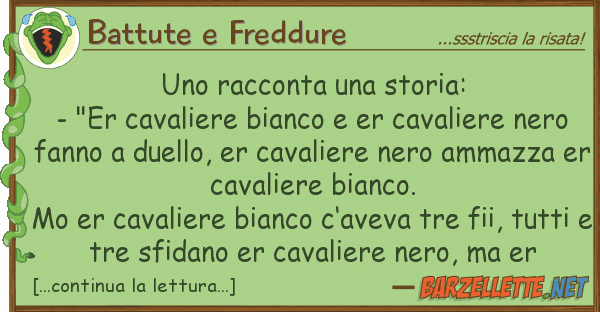 Battute e Freddure
...ssstriscia la risata!
Uno racconta una storia:
- "Er cavaliere bianco e er cavaliere nero
fanno a duello, er cavaliere nero ammazza er
cavaliere bianco.
Mo er cavaliere bianco c'aveva tre fii, tutti e
tre sfidano er cavaliere nero, ma er
[...continua la lettura...]
— BARZELLETTE.NET